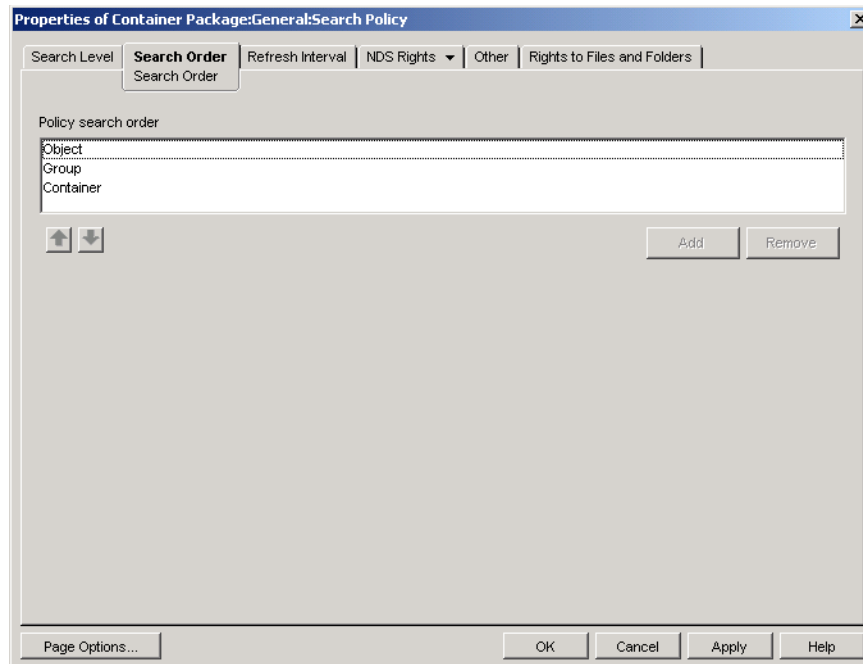 Properties of Container Package:General:Search Policy
Search Level Search Order Refresh Interval NDS Rights Other Rights to Files and Folders
Search Order
Policy search order
Object
Group
Container
Add Remove
Page Options... OK Cancel Apply Help